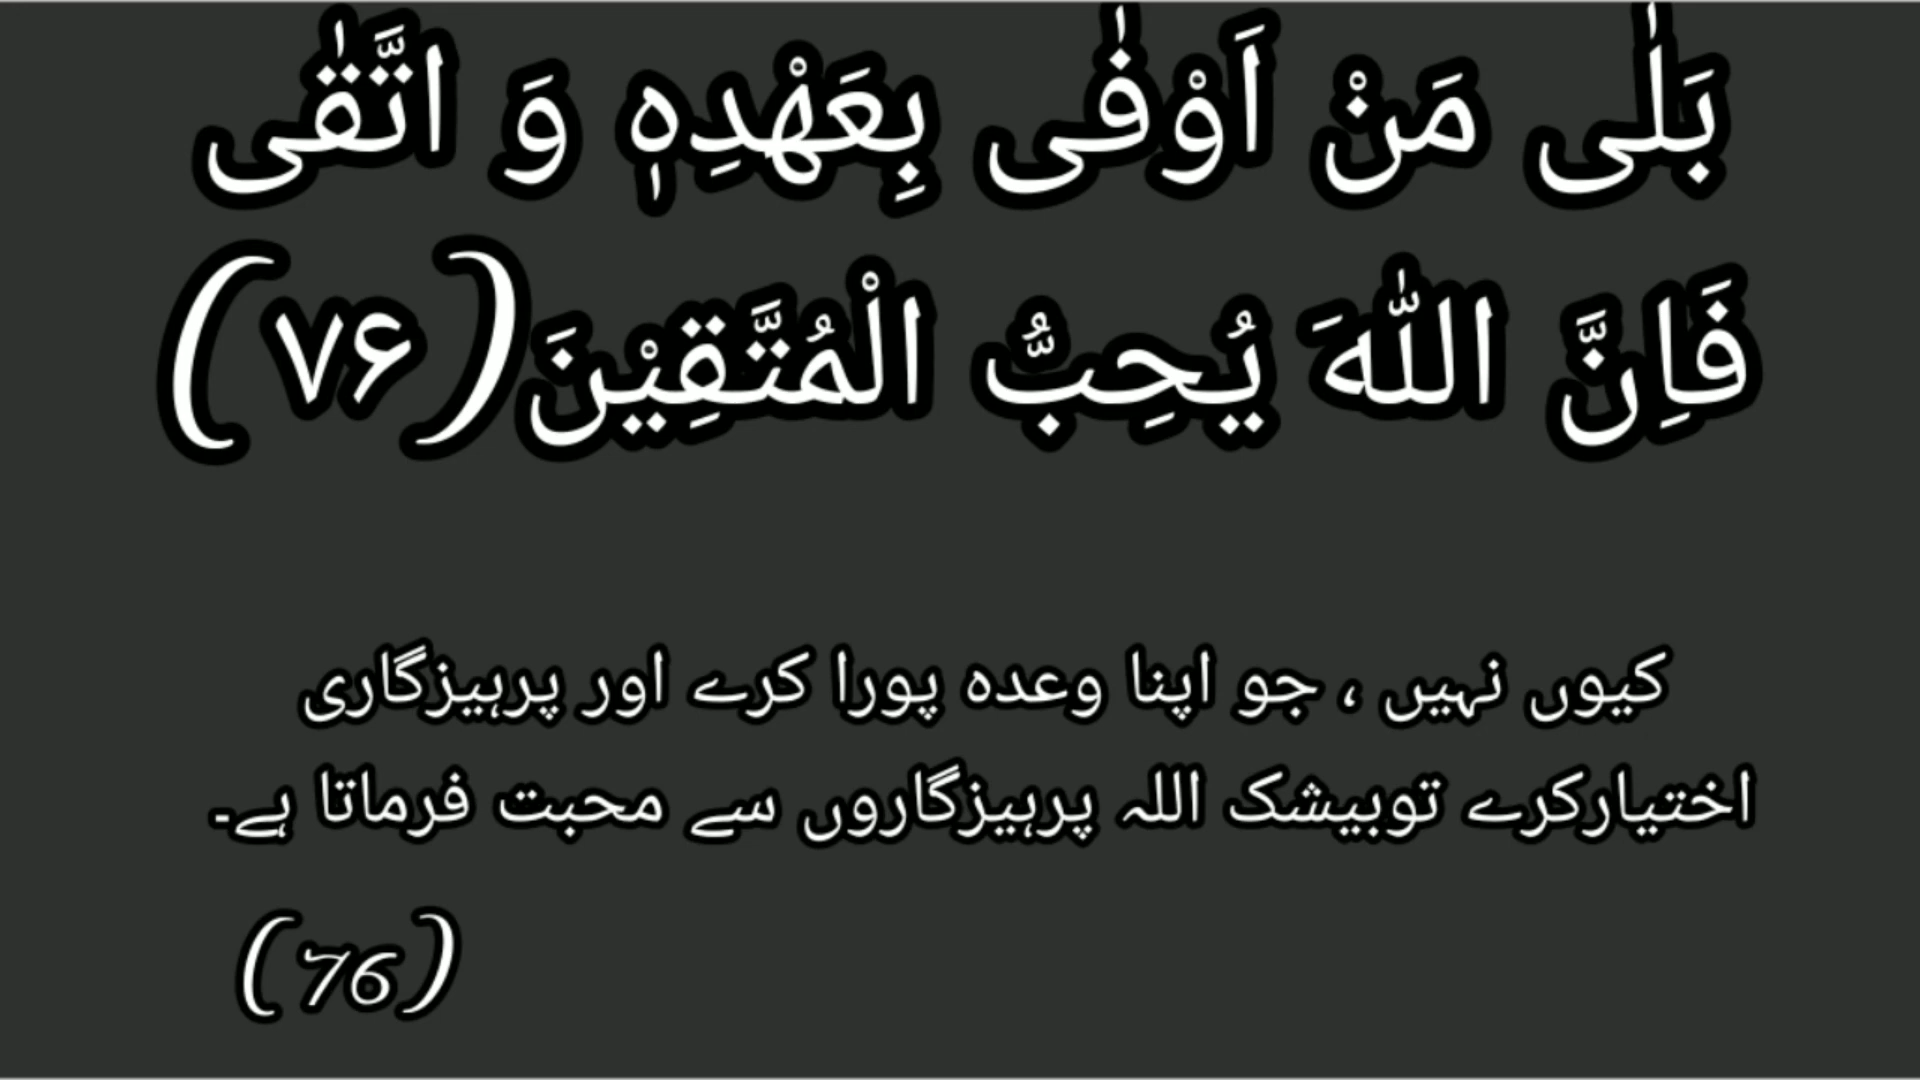 بَلٰى مَنْ اَوْفٰى بِعَهْدِهٖ وَ اتَّقٰى
فَاِنَّ اللّٰهَ یُحِبُّ الْمُتَّقِیْنَ(۷۶)
کیوں نہیں ، جو اپنا وعدہ پورا کرے اور پرہیزگاری
اختیارکرے توبیشک اللہ پرہیزگاروں سے محبت فرماتا ہے۔
(76)